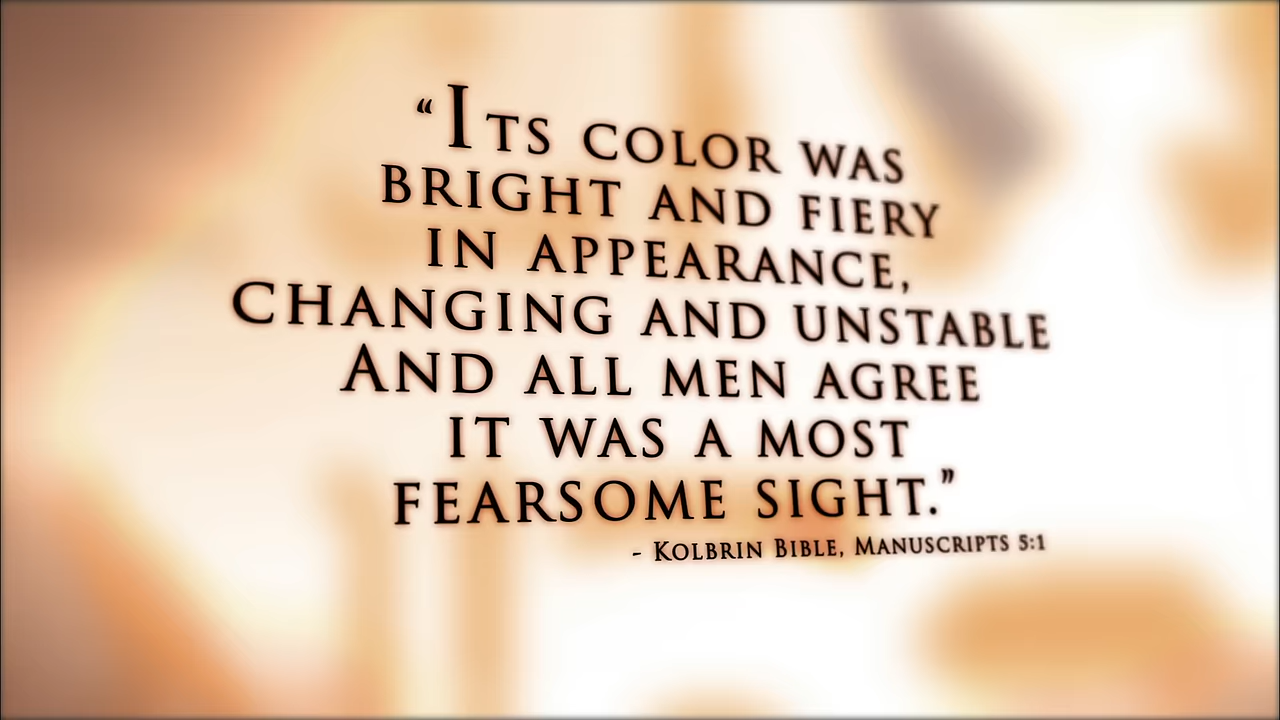 “Its color was
bright and fiery
in appearance,
changing and unstable
And all men agree
it was a most
fearsome sight.”
- Kolbrin Bible, Manuscripts 5:1